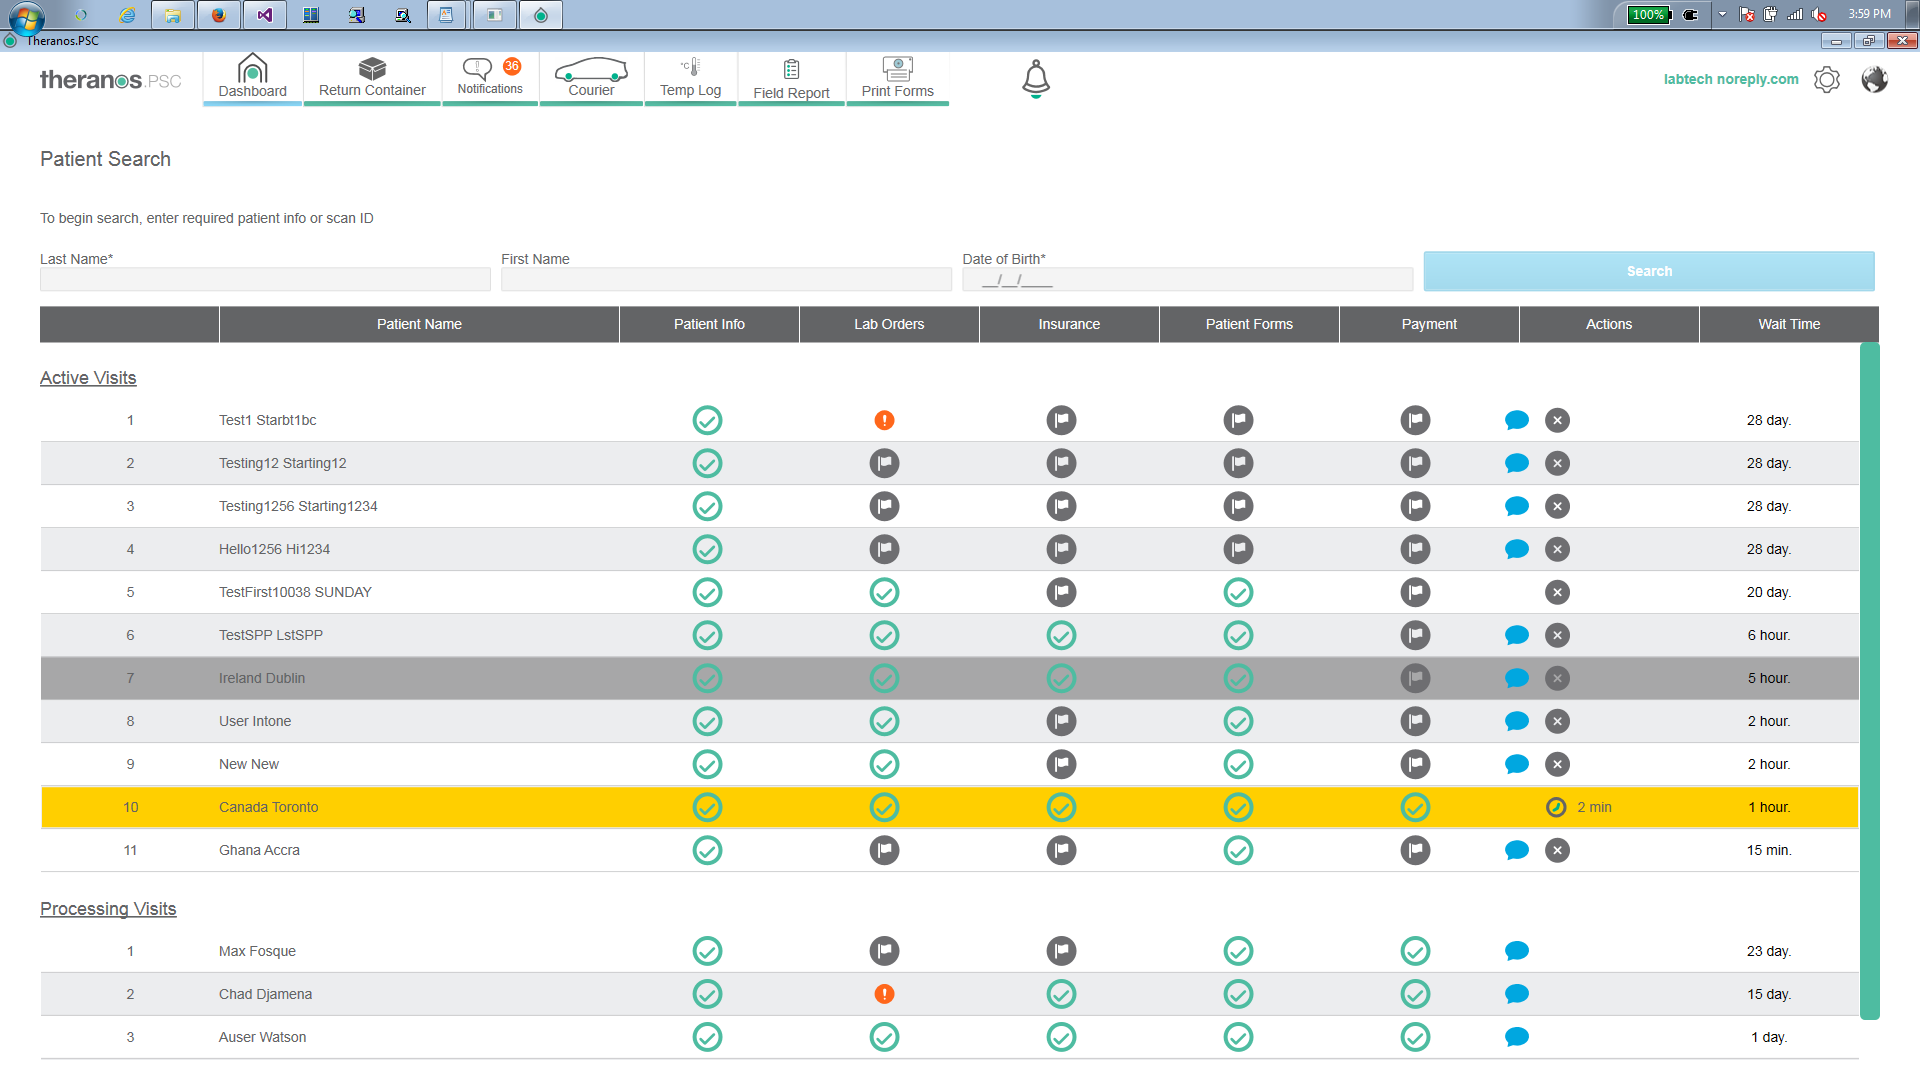 100%
3:59 PM
Theranos.PSC
theranos.PSC
Dashboard
Return Container
36
Notifications
Courier
°C
Temp Log
Field Report
Print Forms
labtech noreply.com
Patient Search
To begin search, enter required patient info or scan ID
Last Name* First Name Date of Birth*
__/__/____
Search
Patient Name Patient Info Lab Orders Insurance Patient Forms Payment Actions Wait Time
Active Visits
1 Test1 Starbt1bc 28 day.
2 Testing12 Starting12 28 day.
3 Testing1256 Starting1234 28 day.
4 Hello1256 Hi1234 28 day.
5 TestFirst10038 SUNDAY 20 day.
6 TestSPP LstSPP 6 hour.
7 Ireland Dublin 5 hour.
8 User Intone 2 hour.
9 New New 2 hour.
10 Canada Toronto 2 min 1 hour.
11 Ghana Accra 15 min.
Processing Visits
1 Max Fosque 23 day.
2 Chad Djamena 15 day.
3 Auser Watson 1 day.